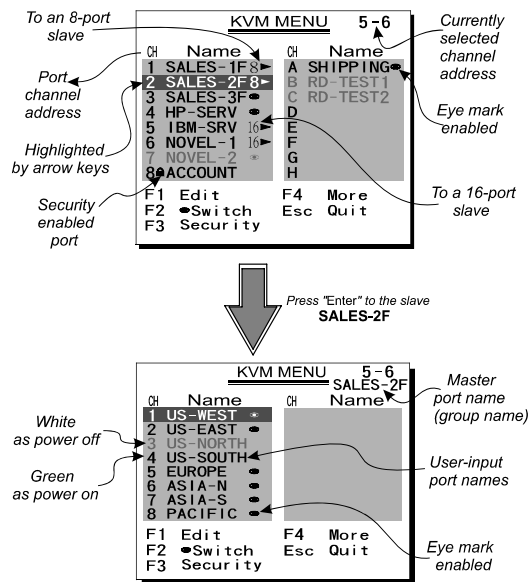 To an 8-port
slave
Port
channel
address
Highlighted
by arrow keys
Security
enabled
port
KVM MENU 5-6
CH Name CH Name
1 SALES-1F 8 A SHIPPING
2 SALES-2F 8 B RD-TEST1
3 SALES-3F C RD-TEST2
4 HP-SERV D
5 IBM-SRV 16 E
6 NOVEL-1 16 F
7 NOVEL-2 G
8 ACCOUNT H
F1 Edit F4 More
F2 Switch Esc Quit
F3 Security
Currently
selected
channel
address
Eye mark
enabled
To a 16-port
slave
Press "Enter" to the slave
SALES-2F
White
as power off
Green
as power on
KVM MENU 5-6
SALES-2F
CH Name CH Name
1 US-WEST
2 US-EAST
3 US-NORTH
4 US-SOUTH
5 EUROPE
6 ASIA-N
7 ASIA-S
8 PACIFIC
F1 Edit F4 More
F2 Switch Esc Quit
F3 Security
Master
port name
(group name)
User-input
port names
Eye mark
enabled